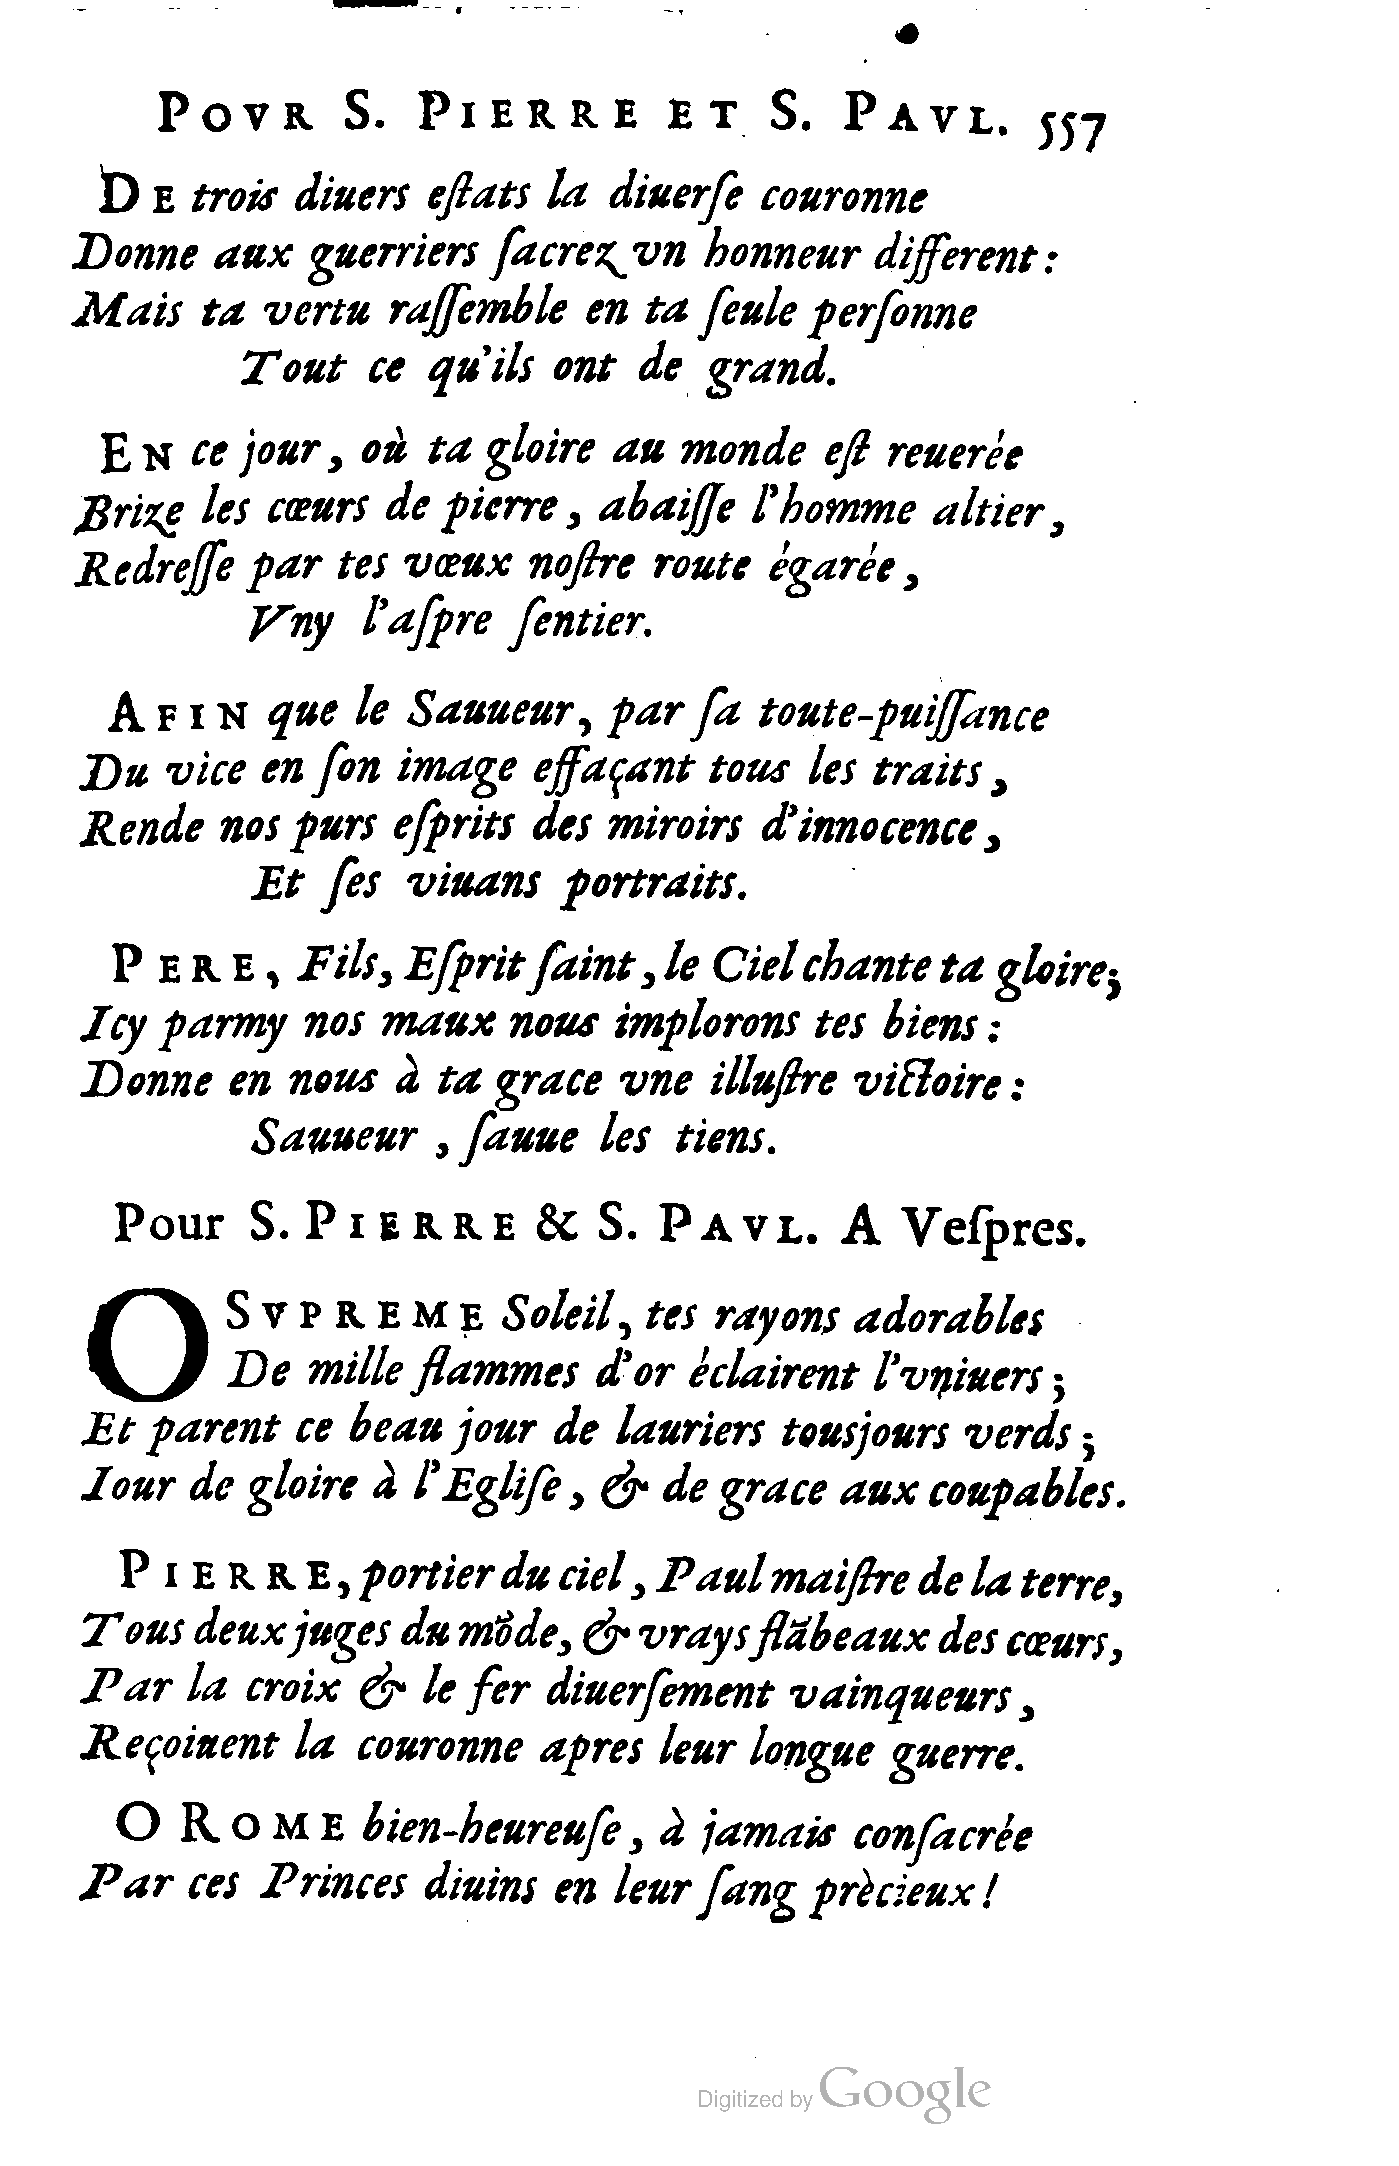 POVR S. PIERRE ET S. PAVL. 557
DE trois diuers eſtats la diuerſe couronne
Donne aux guerriers ſacrez vn honneur different :
Mais ta vertu raſſemble en ta ſeule perſonne
Tout ce qu'ils ont de grand.
EN ce jour, où ta gloire au monde eſt reuerée
Brize les cœurs de pierre, abaiſſe l'homme altier,
Redreſſe par tes vœux noſtre route égarée,
Vny l'aſpre ſentier.
AFIN que le Sauueur, par ſa toute-puiſſance
Du vice en ſon image effaçant tous les traits,
Rende nos purs eſprits des miroirs d'innocence,
Et ſes viuans portraits.
PERE, Fils, Eſprit ſaint, le Ciel chante ta gloire;
Icy parmy nos maux nous implorons tes biens :
Donne en nous à ta grace vne illuſtre victoire :
Sauueur, ſauue les tiens.
Pour S. PIERRE & S. PAVL. A Veſpres.
O SVPREME Soleil, tes rayons adorables
De mille flammes d'or éclairent l'vniuers ;
Et parent ce beau jour de lauriers tousjours verds ;
Iour de gloire à l'Egliſe, & de grace aux coupables.
PIERRE, portier du ciel, Paul maiſtre de la terre,
Tous deux juges du mõde, & vrays flãbeaux des cœurs,
Par la croix & le fer diuerſement vainqueurs,
Reçoiuent la couronne apres leur longue guerre.
O ROME bien-heureuſe, à jamais conſacrée
Par ces Princes diuins en leur ſang prècieux !
Digitized by Google